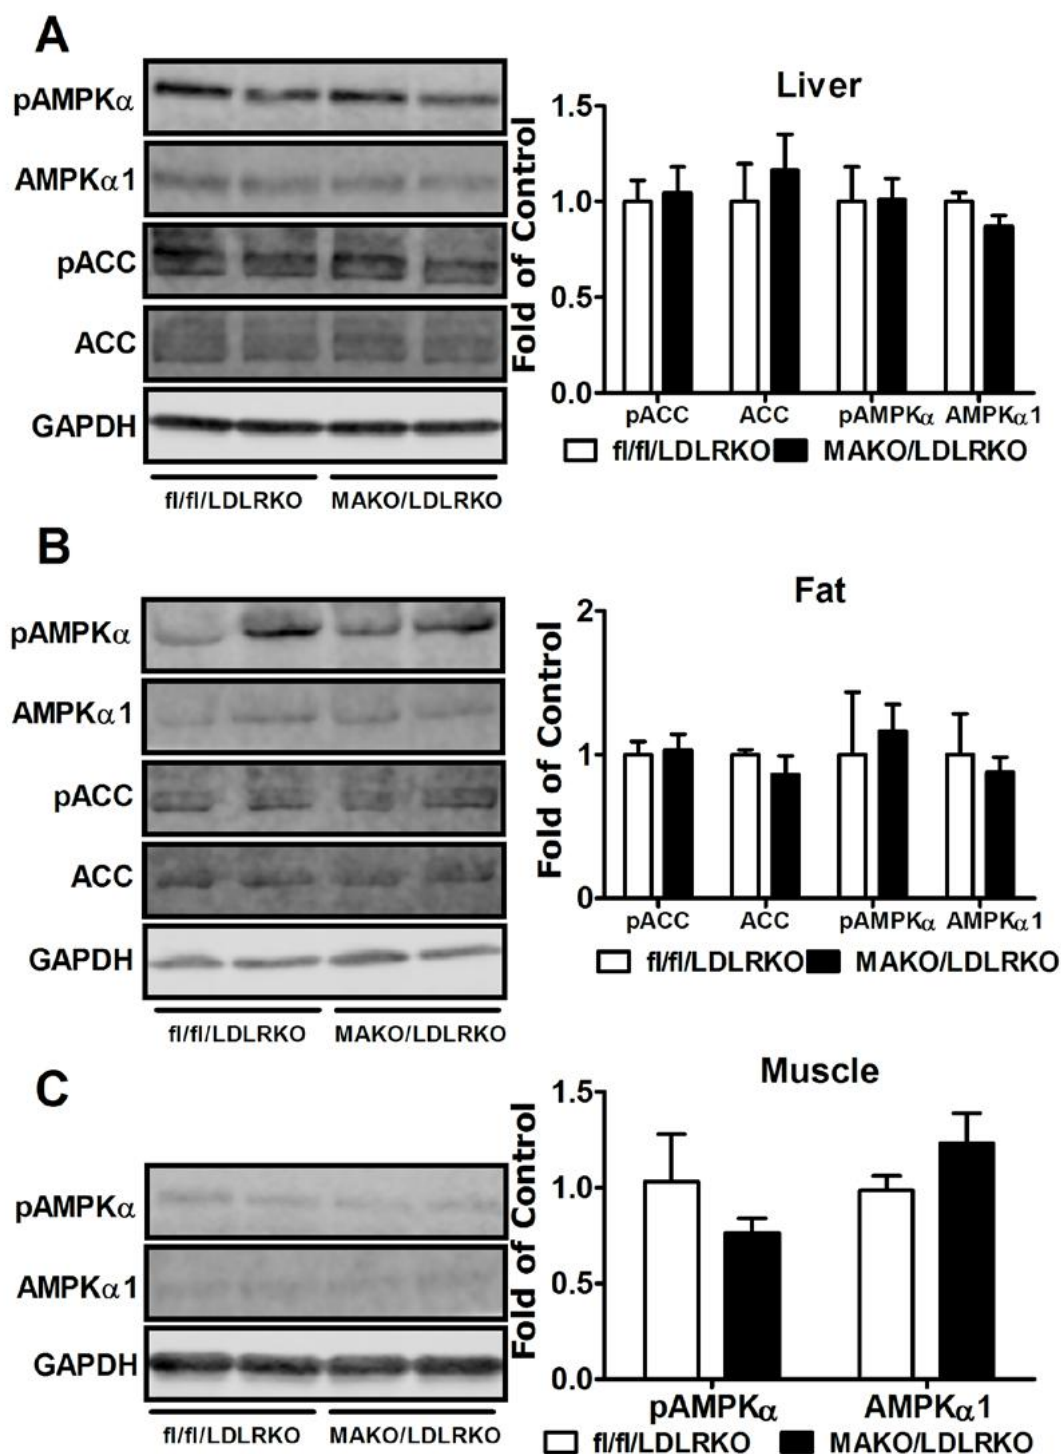 A
pAMPKα
AMPKα1
pACC
ACC
GAPDH
fl/fl/LDLRKO MAKO/LDLRKO
Liver
Fold of Control
1.5
1.0
0.5
0.0
pACC ACC pAMPKα AMPKα1
fl/fl/LDLRKO MAKO/LDLRKO
B
pAMPKα
AMPKα1
pACC
ACC
GAPDH
fl/fl/LDLRKO MAKO/LDLRKO
Fat
Fold of Control
2
1
0
pACC ACC pAMPKα AMPKα1
fl/fl/LDLRKO MAKO/LDLRKO
C
pAMPKα
AMPKα1
GAPDH
fl/fl/LDLRKO MAKO/LDLRKO
Muscle
Fold of Control
1.5
1.0
0.5
0.0
pAMPKα AMPKα1
fl/fl/LDLRKO MAKO/LDLRKO